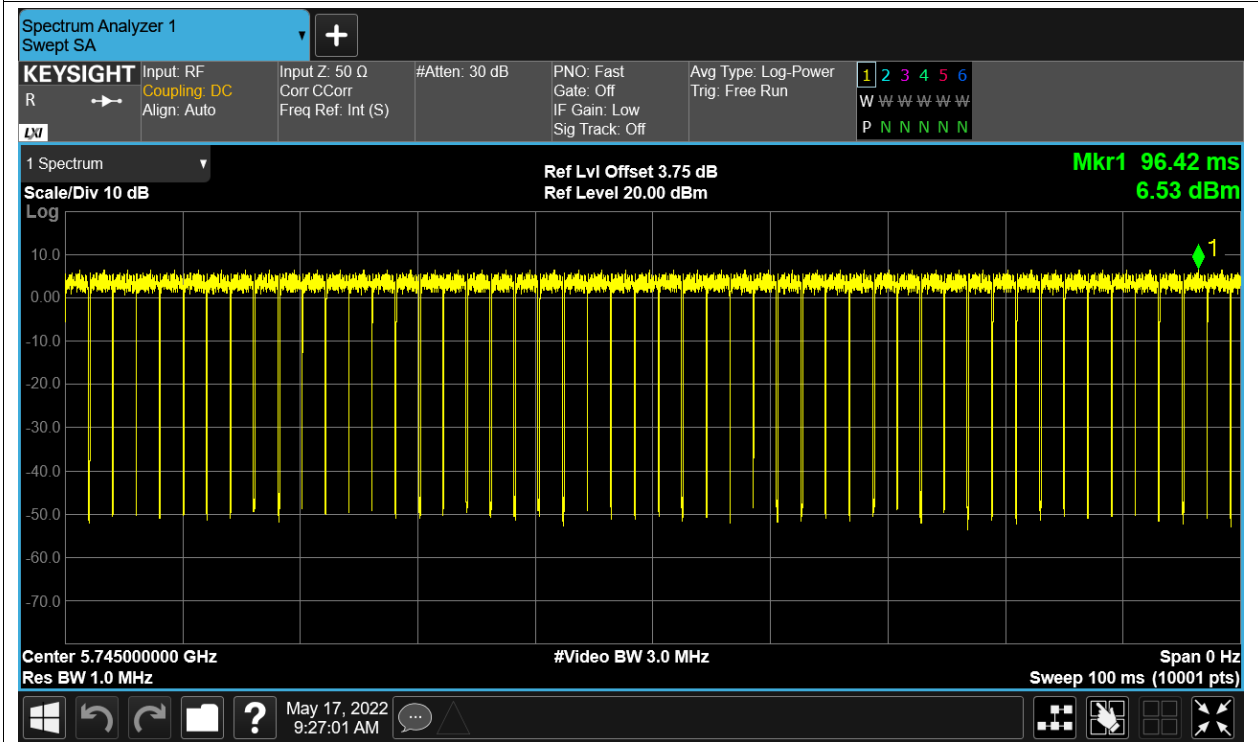 Spectrum Analyzer 1
Swept SA
+
KEYSIGHT
R
LXI
Input: RF
Coupling: DC
Align: Auto
Input Z: 50 Ω
Corr CCorr
Freq Ref: Int (S)
#Atten: 30 dB
PNO: Fast
Gate: Off
IF Gain: Low
Sig Track: Off
Avg Type: Log-Power
Trig: Free Run
1 2 3 4 5 6
W W W W W W
P N N N N N
1 Spectrum
Scale/Div 10 dB
Log
Ref Lvl Offset 3.75 dB
Ref Level 20.00 dBm
Mkr1 96.42 ms
6.53 dBm
1
10.0
0.00
-10.0
-20.0
-30.0
-40.0
-50.0
-60.0
-70.0
Center 5.745000000 GHz
Res BW 1.0 MHz
#Video BW 3.0 MHz
Span 0 Hz
Sweep 100 ms (10001 pts)
?
May 17, 2022
9:27:01 AM